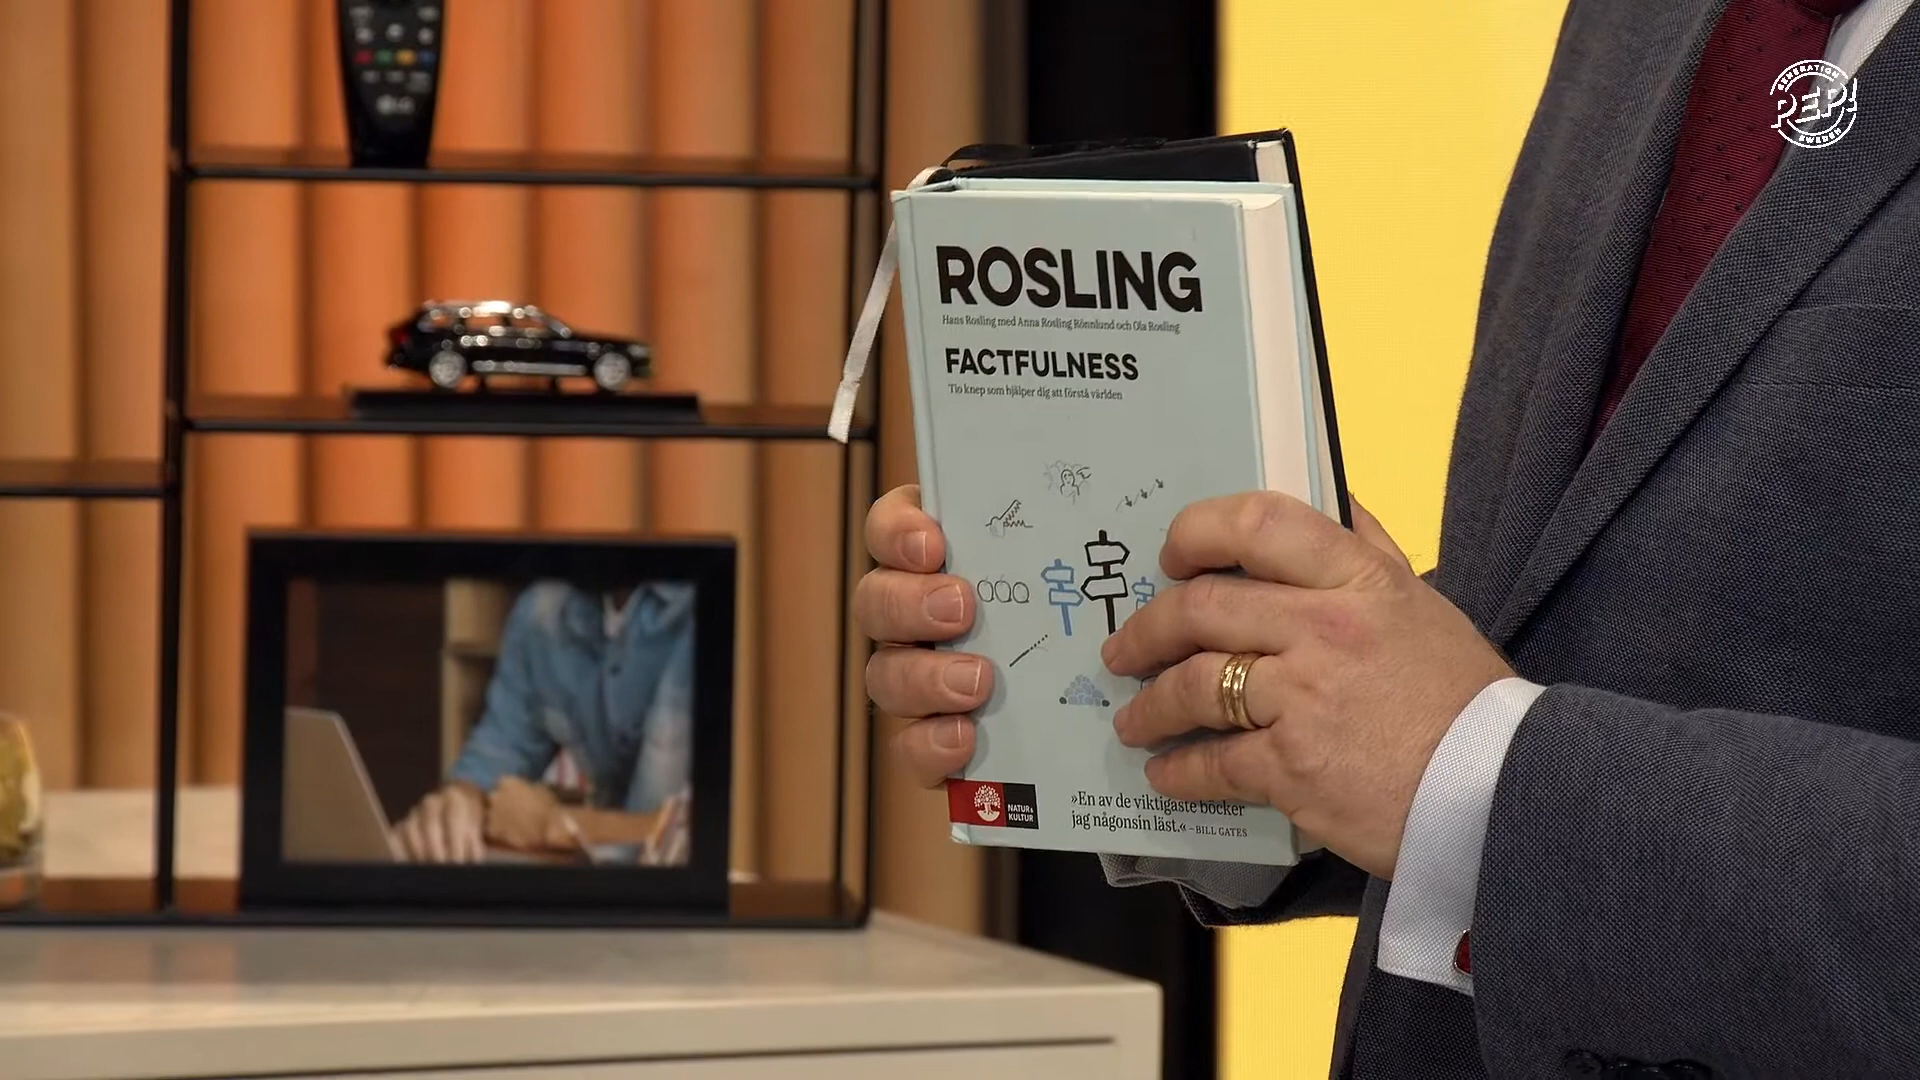 LG
GENERATION
PEP!
SWEDEN
ROSLING
Hans Rosling med Anna Rosling Rönnlund och Ola Rosling
FACTFULNESS
Tio knep som hjälper dig att förstå världen
NATUR &
KULTUR
»En av de viktigaste böcker
jag någonsin läst.« – BILL GATES